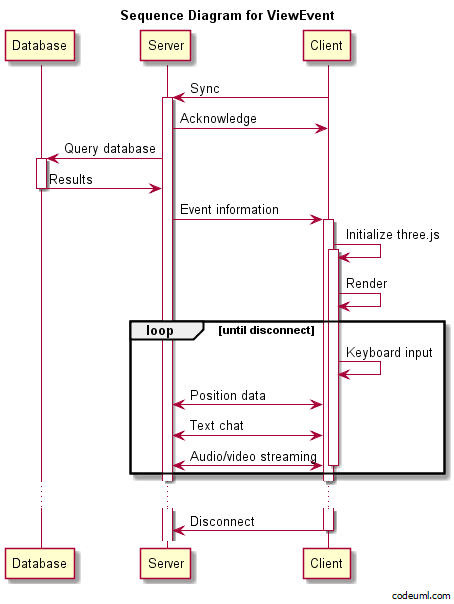 Sequence Diagram for ViewEvent
Database Server Client
Sync
Acknowledge
Query database
Results
Event information
Initialize three.js
Render
loop [until disconnect]
Keyboard input
Position data
Text chat
Audio/video streaming
Disconnect
Database Server Client
codeuml.com